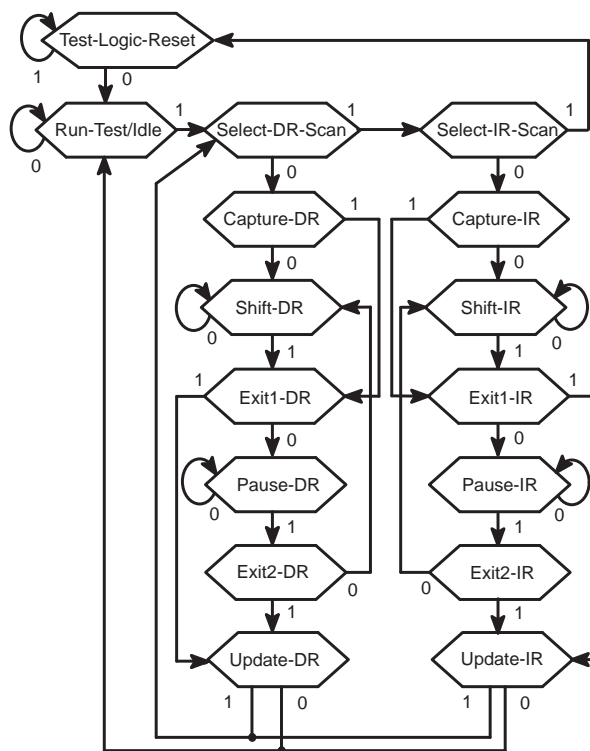 Test-Logic-Reset
1
0
Run-Test/Idle
1
Select-DR-Scan
1
Select-IR-Scan
1
0
0
0
Capture-DR
1
1
Capture-IR
0
0
Shift-DR
Shift-IR
0
0
1
1
1
Exit1-DR
Exit1-IR
1
0
0
Pause-DR
Pause-IR
0
0
1
1
Exit2-DR
0
0
Exit2-IR
1
1
Update-DR
Update-IR
1
0
1
0